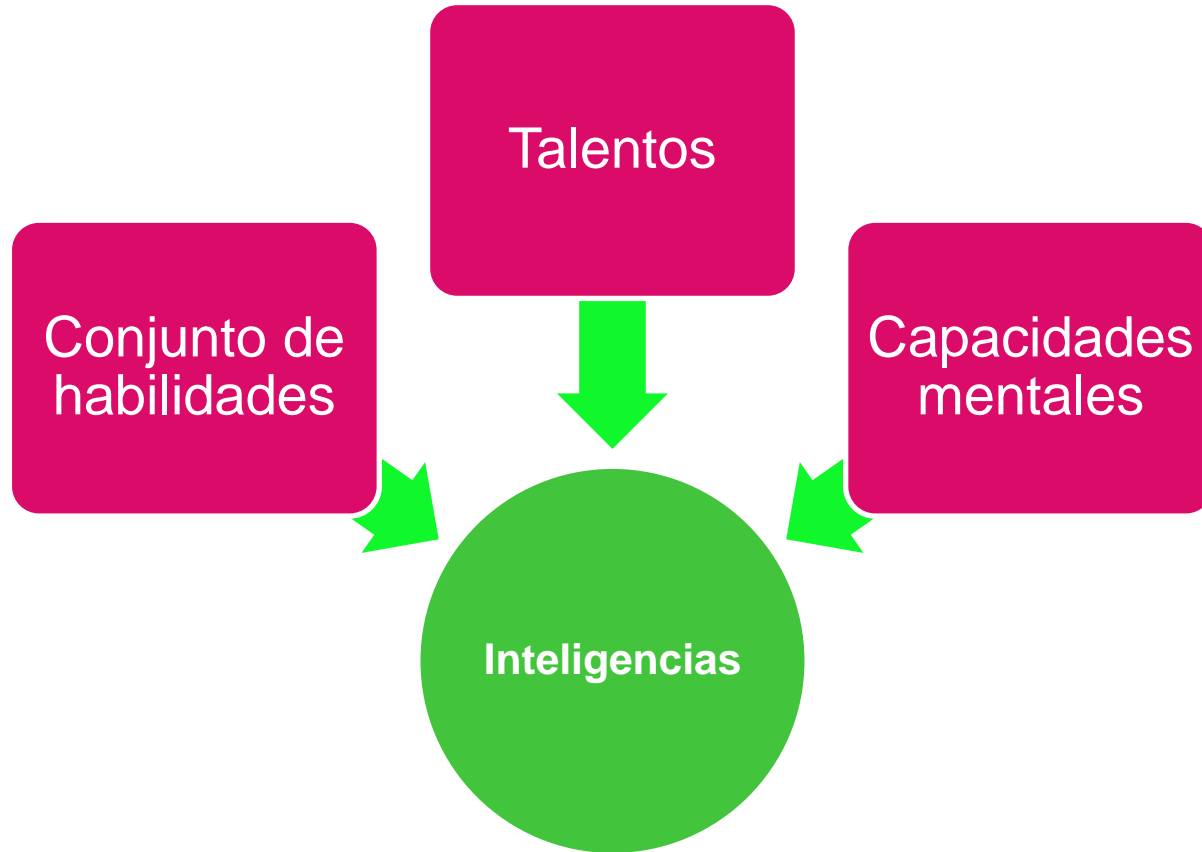 Talentos
Conjunto de
habilidades
Capacidades
mentales
Inteligencias